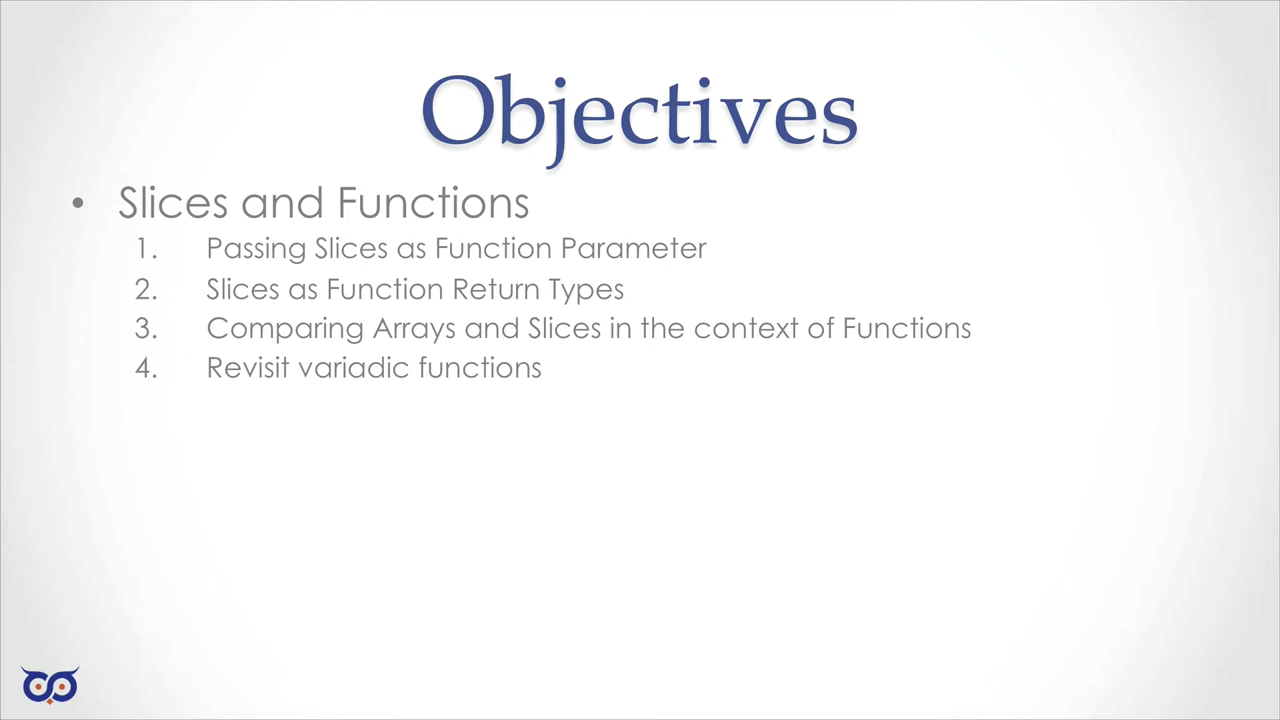 Objectives
• Slices and Functions
1. Passing Slices as Function Parameter
2. Slices as Function Return Types
3. Comparing Arrays and Slices in the context of Functions
4. Revisit variadic functions